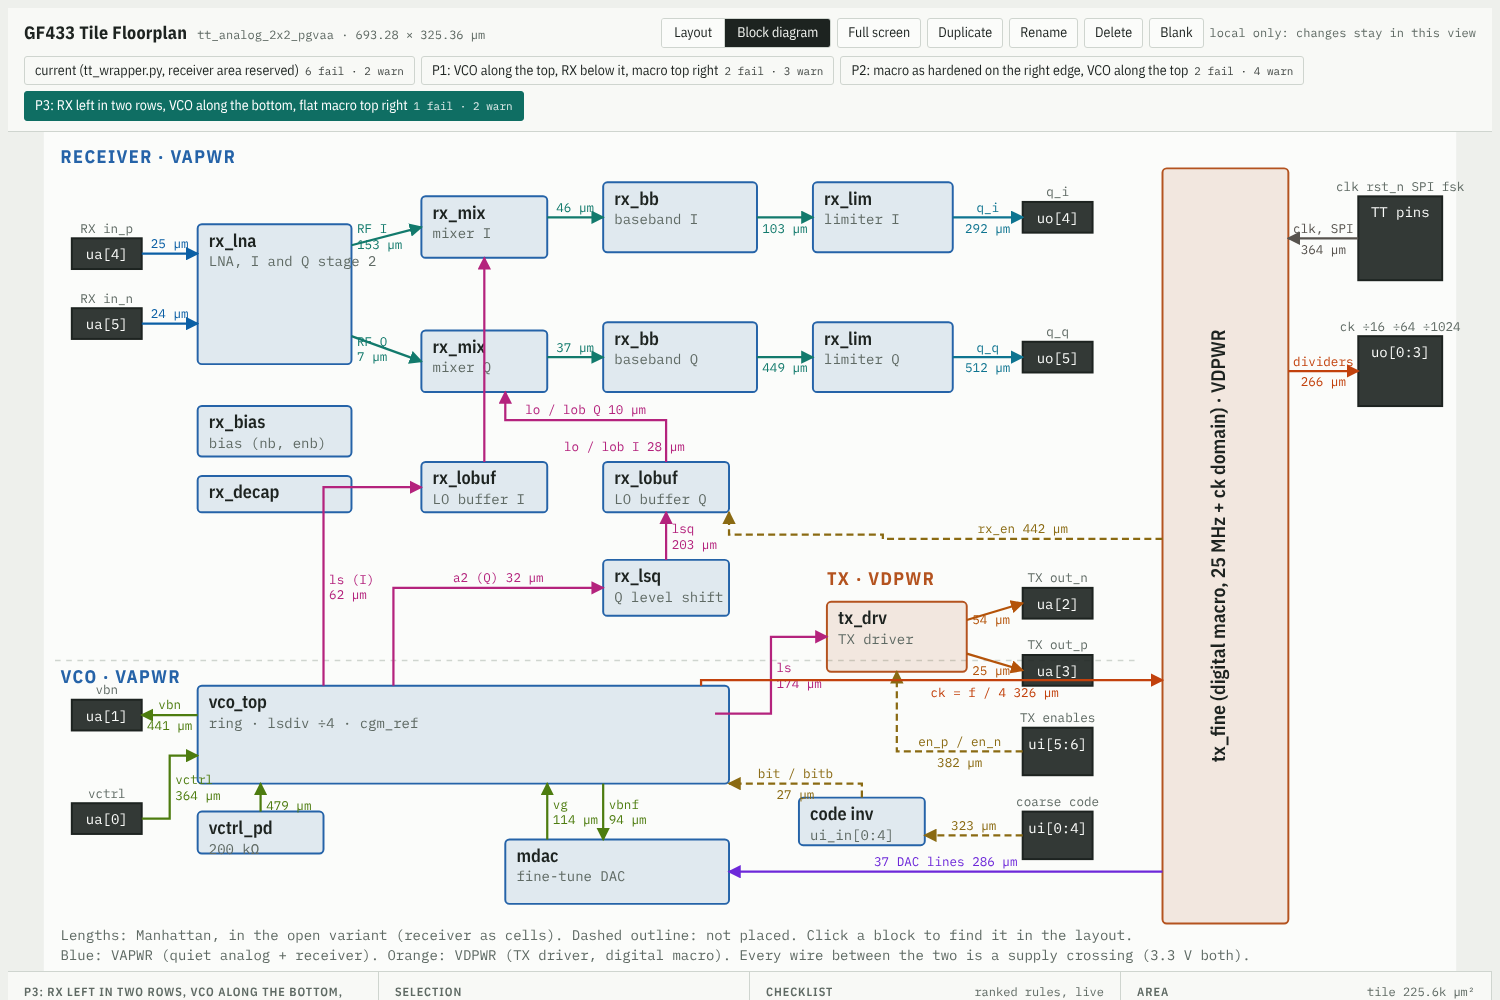 GF433 Tile Floorplan tt_analog_2x2_pgvaa · 693.28 × 325.36 μm
Layout Block diagram Full screen Duplicate Rename Delete Blank local only: changes stay in this view
current (tt_wrapper.py, receiver area reserved) 6 fail · 2 warn
P1: VCO along the top, RX below it, macro top right 2 fail · 3 warn
P2: macro as hardened on the right edge, VCO along the top 2 fail · 4 warn
P3: RX left in two rows, VCO along the bottom, flat macro top right 1 fail · 2 warn
RECEIVER · VAPWR
RX in_p
ua[4]
25 μm
RX in_n
ua[5]
24 μm
rx_lna
LNA, I and Q stage 2
RF I
153 μm
RF Q
7 μm
rx_mix
mixer I
46 μm
rx_bb
baseband I
103 μm
rx_lim
limiter I
q_i
292 μm
q_i
uo[4]
rx_mix
mixer Q
37 μm
rx_bb
baseband Q
449 μm
rx_lim
limiter Q
q_q
512 μm
q_q
uo[5]
clk rst_n SPI fsk
TT pins
clk, SPI
364 μm
ck ÷16 ÷64 ÷1024
uo[0:3]
dividers
266 μm
tx_fine (digital macro, 25 MHz + ck domain) · VDPWR
rx_bias
bias (nb, enb)
rx_decap
lo / lob Q 10 μm
lo / lob I 28 μm
rx_lobuf
LO buffer I
rx_lobuf
LO buffer Q
lsq
203 μm
rx_en 442 μm
ls (I)
62 μm
a2 (Q) 32 μm
rx_lsq
Q level shift
TX · VDPWR
tx_drv
TX driver
TX out_n
ua[2]
54 μm
TX out_p
ua[3]
25 μm
ls
174 μm
ck = f / 4 326 μm
VCO · VAPWR
vbn
ua[1]
vbn
441 μm
vco_top
ring · lsdiv ÷4 · cgm_ref
vctrl
ua[0]
vctrl
364 μm
479 μm
vctrl_pd
200 kΩ
vg
114 μm
vbnf
94 μm
mdac
fine-tune DAC
TX enables
ui[5:6]
en_p / en_n
382 μm
bit / bitb
27 μm
code inv
ui_in[0:4]
323 μm
coarse code
ui[0:4]
37 DAC lines 286 μm
Lengths: Manhattan, in the open variant (receiver as cells). Dashed outline: not placed. Click a block to find it in the layout.
Blue: VAPWR (quiet analog + receiver). Orange: VDPWR (TX driver, digital macro). Every wire between the two is a supply crossing (3.3 V both).
P3: RX LEFT IN TWO ROWS, VCO ALONG THE BOTTOM,
SELECTION
CHECKLIST ranked rules, live
AREA tile 225.6k μm²